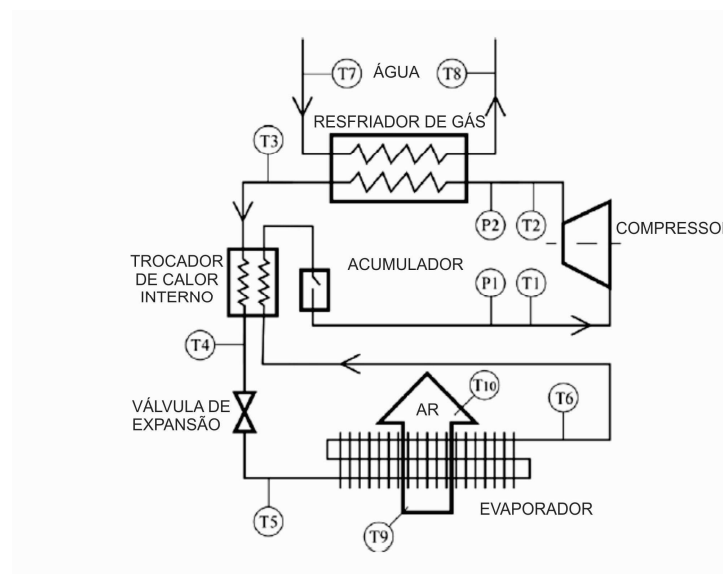 T7
ÁGUA
T8
RESFRIADOR DE GÁS
T3
P2
T2
COMPRESSOR
TROCADOR
DE CALOR
INTERNO
ACUMULADOR
P1
T1
T4
T10
AR
T6
VÁLVULA DE
EXPANSÃO
T5
T9
EVAPORADOR